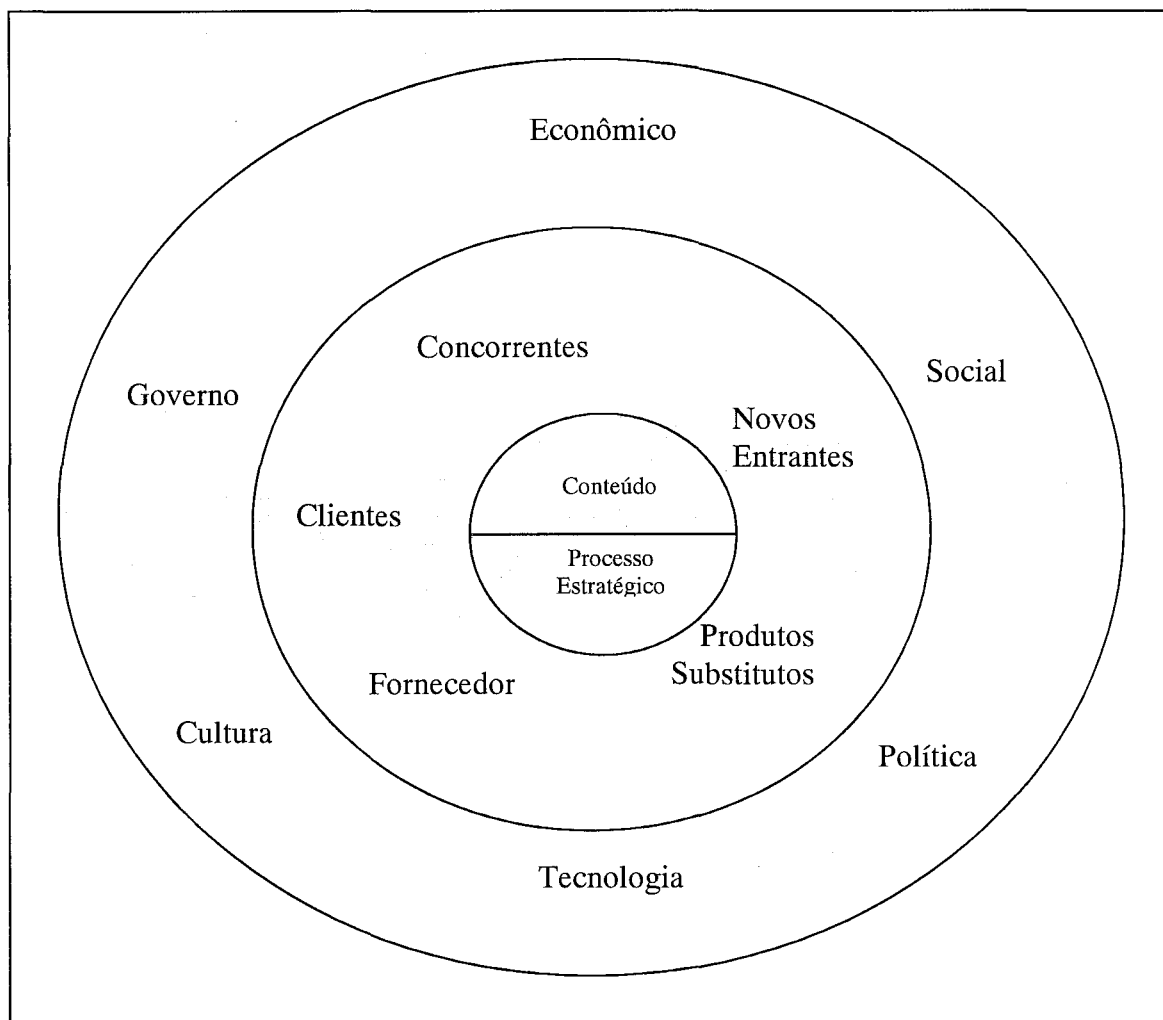 Econômico
Concorrentes
Social
Governo
Novos
Entrantes
Conteúdo
Clientes
Processo
Estratégico
Produtos
Substitutos
Fornecedor
Cultura
Política
Tecnologia